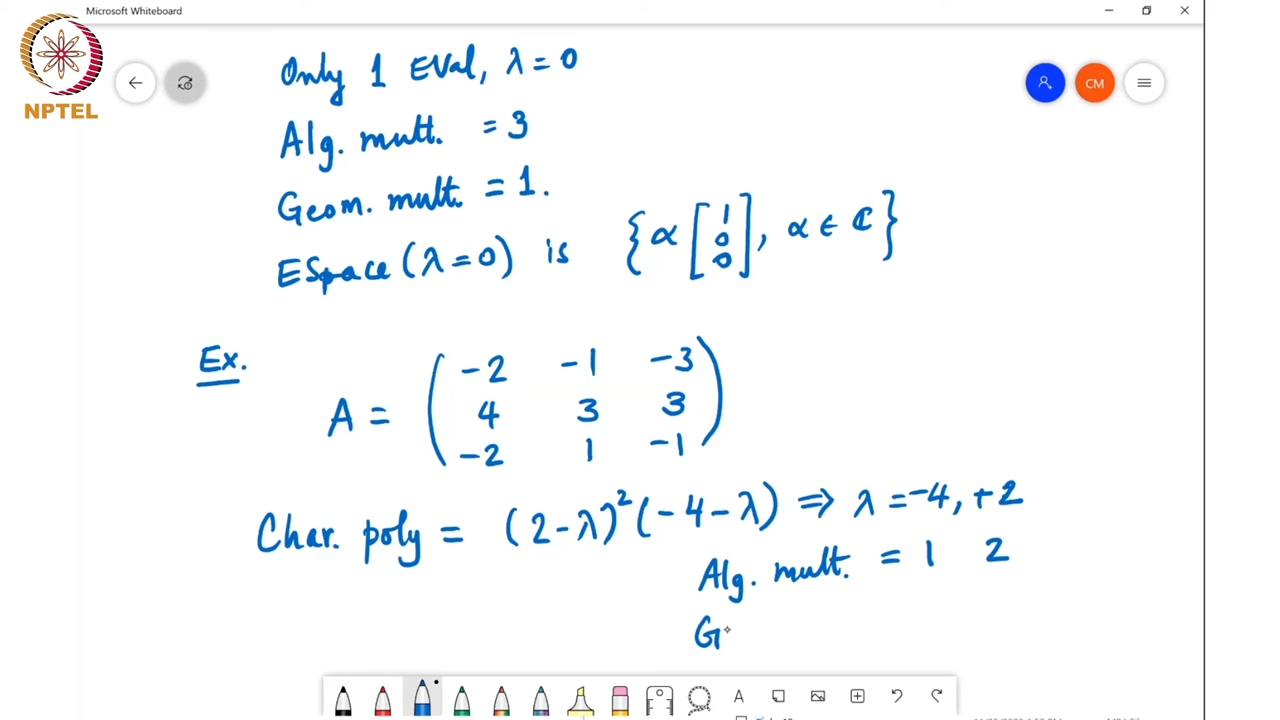 Microsoft Whiteboard
NPTEL
CM
Only 1 EVal, λ = 0
Alg. mult. = 3
Geom. mult. = 1.
ESpace (λ = 0) is {α [1 0 0], α ∈ ℂ}
Ex.
A = ( -2 -1 -3
4 3 3
-2 1 -1 )
Char. poly = (2-λ)² (-4-λ) ⇒ λ = -4, +2
Alg. mult. = 1 2
G
A